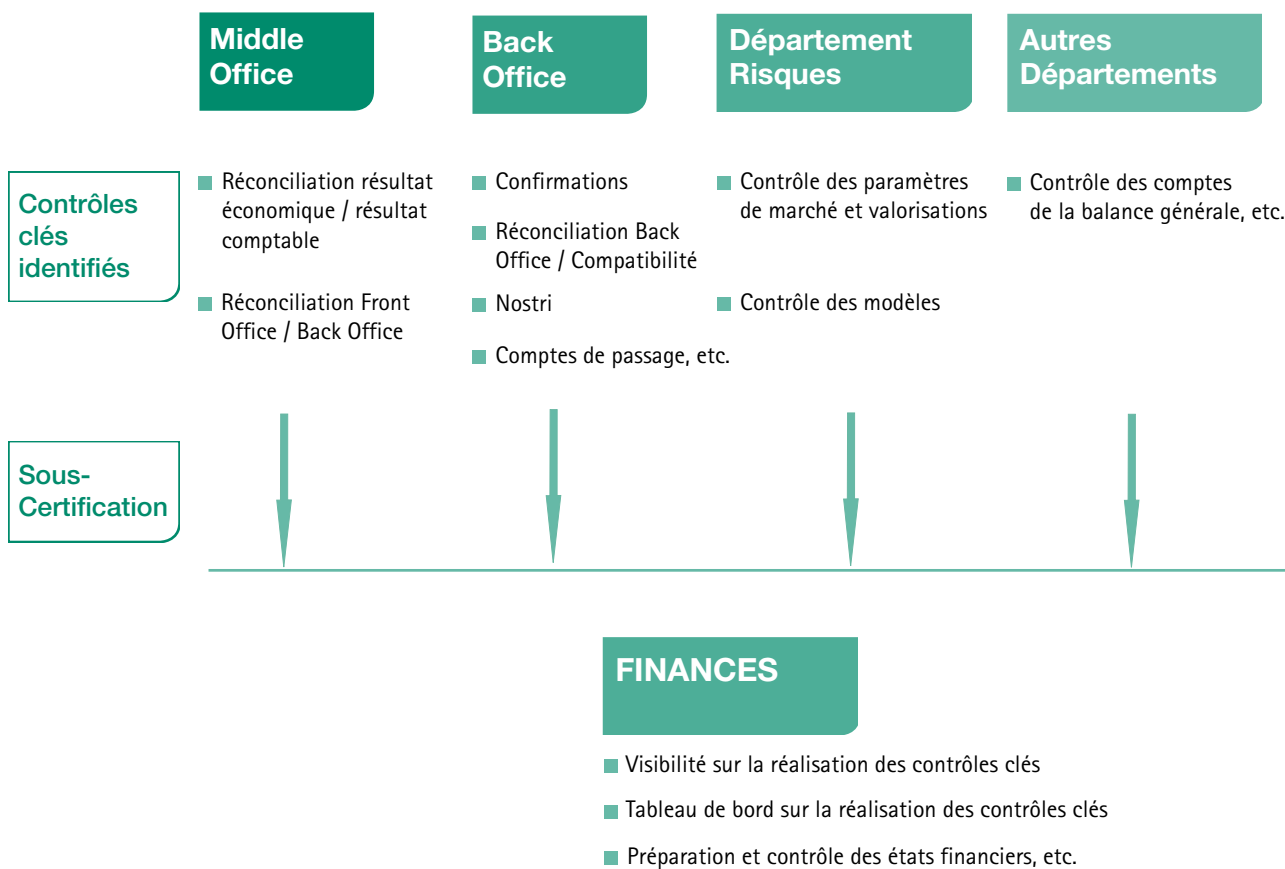 Middle
Office
Back
Office
Département
Risques
Autres
Départements
Contrôles
clés
identifiés
Réconciliation résultat
économique / résultat
comptable
Réconciliation Front
Office / Back Office
Confirmations
Réconciliation Back
Office / Compatibilité
Nostri
Comptes de passage, etc.
Contrôle des paramètres
de marché et valorisations
Contrôle des modèles
Contrôle des comptes
de la balance générale, etc.
Sous-
Certification
FINANCES
Visibilité sur la réalisation des contrôles clés
Tableau de bord sur la réalisation des contrôles clés
Préparation et contrôle des états financiers, etc.